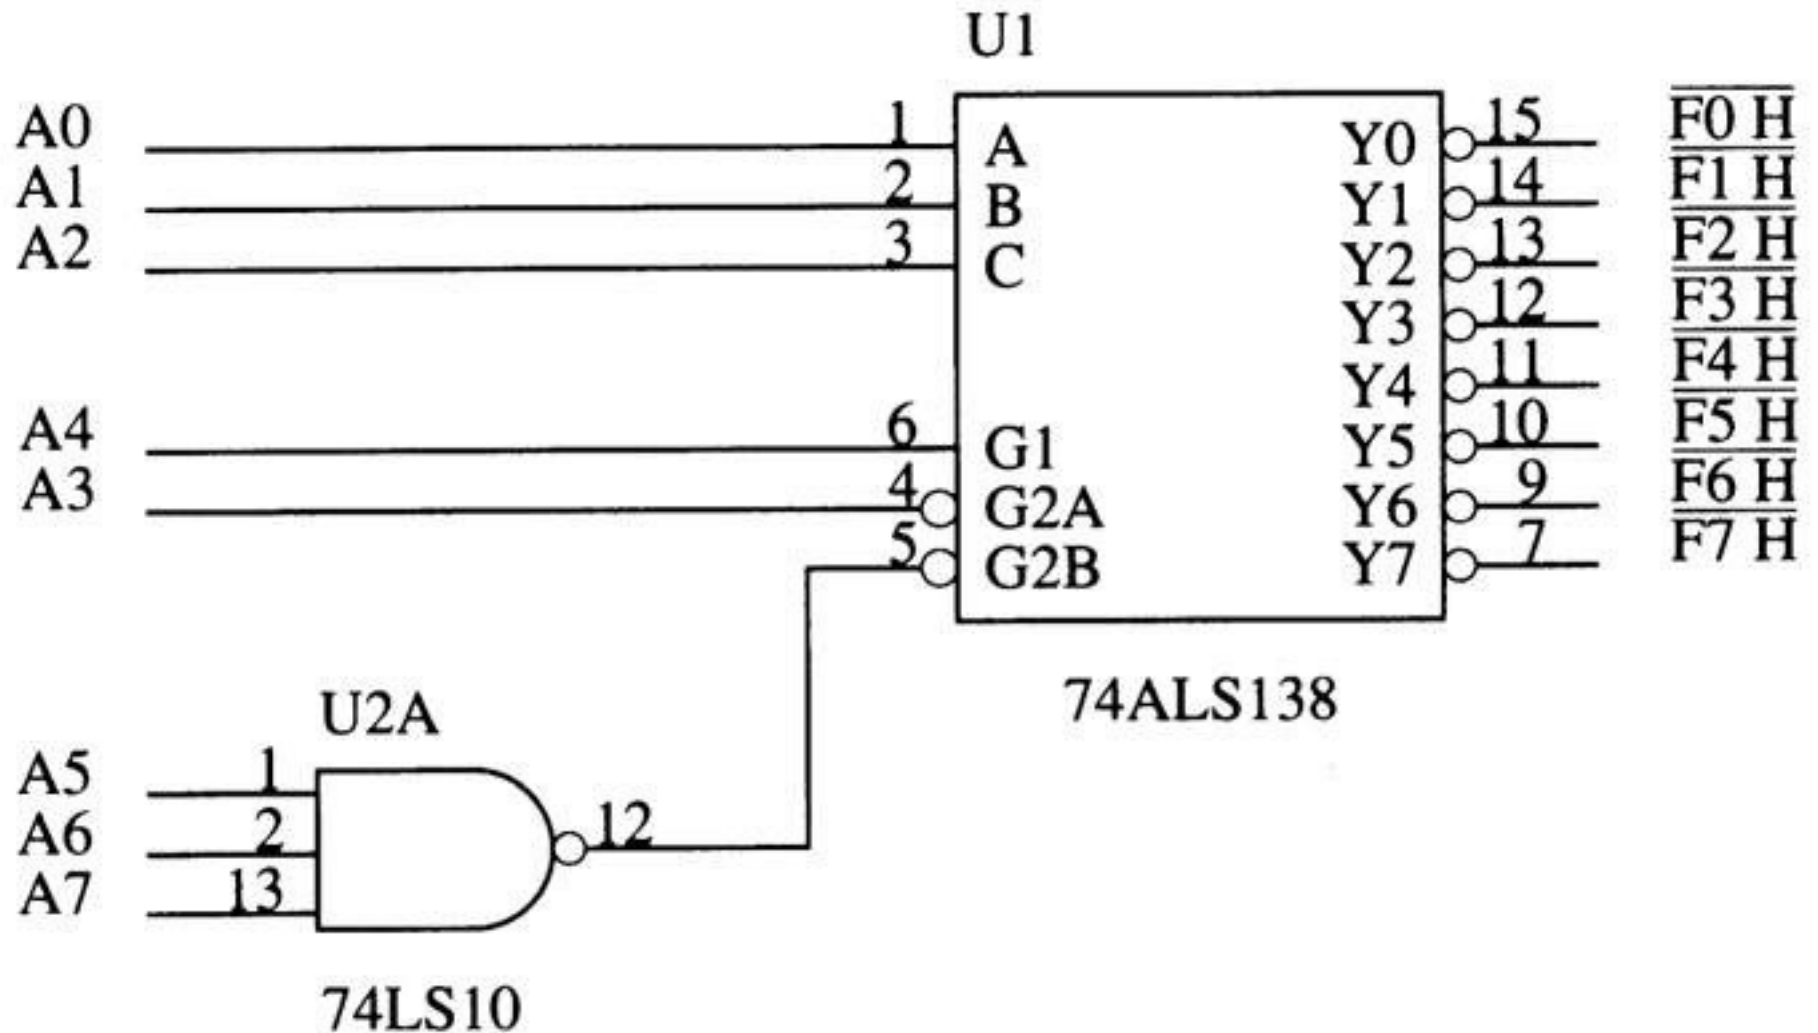 U1
A0 1 A Y0 15 F0 H
A1 2 B Y1 14 F1 H
A2 3 C Y2 13 F2 H
Y3 12 F3 H
Y4 11 F4 H
A4 6 G1 Y5 10 F5 H
A3 4 G2A Y6 9 F6 H
5 G2B Y7 7 F7 H
74ALS138
U2A
A5 1
A6 2 12
A7 13
74LS10